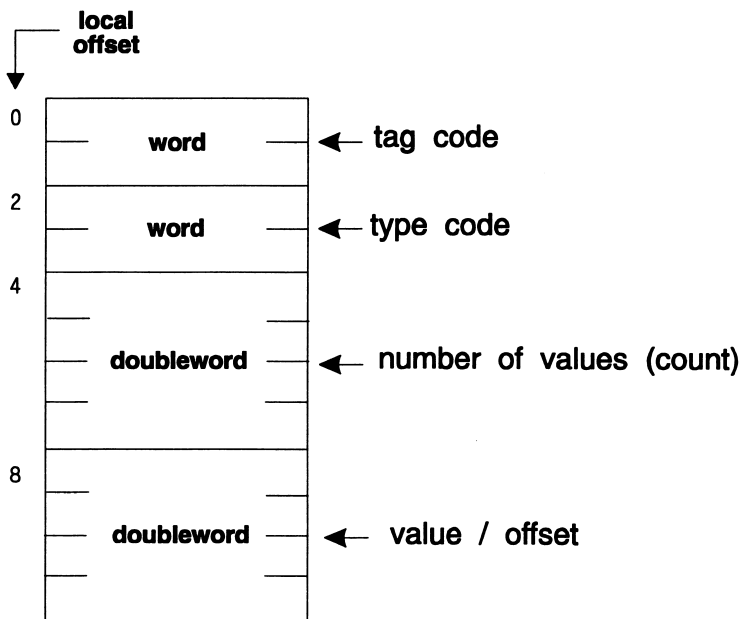 local
offset
0
word
tag code
2
word
type code
4
doubleword
number of values (count)
8
doubleword
value / offset